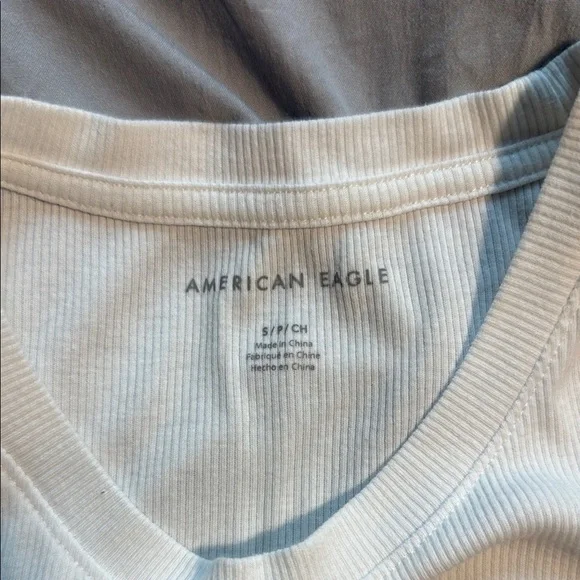 AMERICAN EAGLE
S/P/CH
Made in China
Fabriqué en Chine
Hecho en China